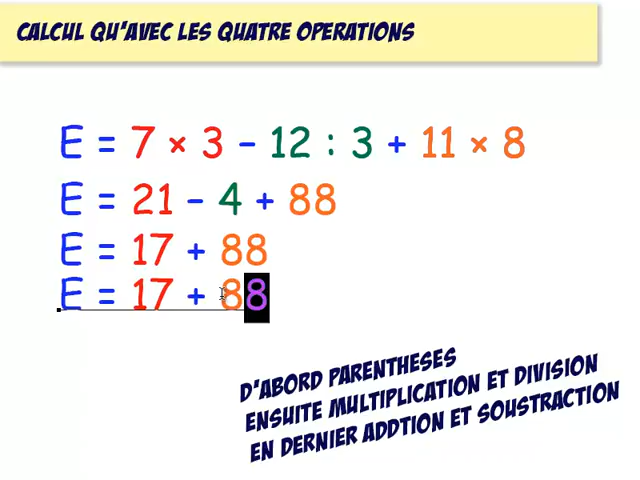 CALCUL QU'AVEC LES QUATRE OPERATIONS
E = 7 × 3 – 12 : 3 + 11 × 8
E = 21 – 4 + 88
E = 17 + 88
E = 17 + 88
D'ABORD PARENTHESES
ENSUITE MULTIPLICATION ET DIVISION
EN DERNIER ADDTION ET SOUSTRACTION